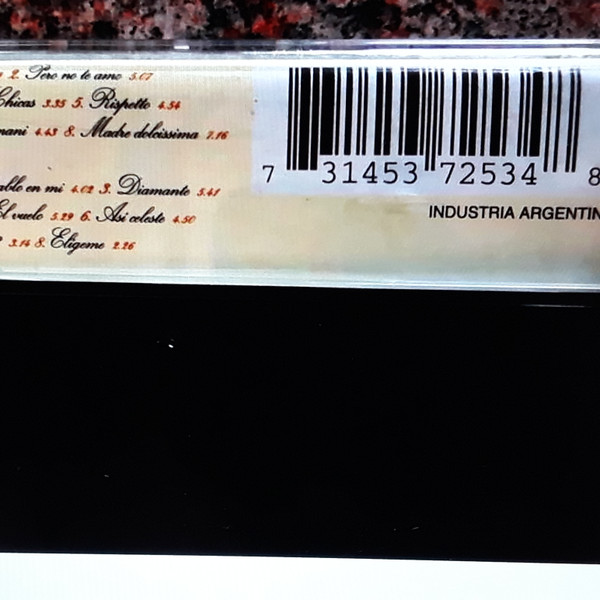 2. Pero no te amo 5.07
Chicas 3.35 5. Rispetto 4.54
mani 4.43 8. Madre dolcissima 7.16
able en mi 4.02 3. Diamante 5.41
El vuelo 5.29 6. Asi celeste 4.50
3.14 8. Eligeme 2.26
7 31453 72534 8
INDUSTRIA ARGENTIN